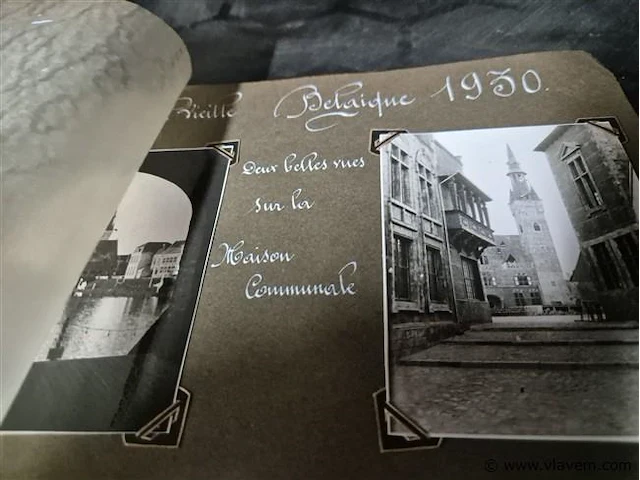 Vieille Belgique 1930.
Deux belles vues
sur la
Maison
Communale
© www.vlavem.com